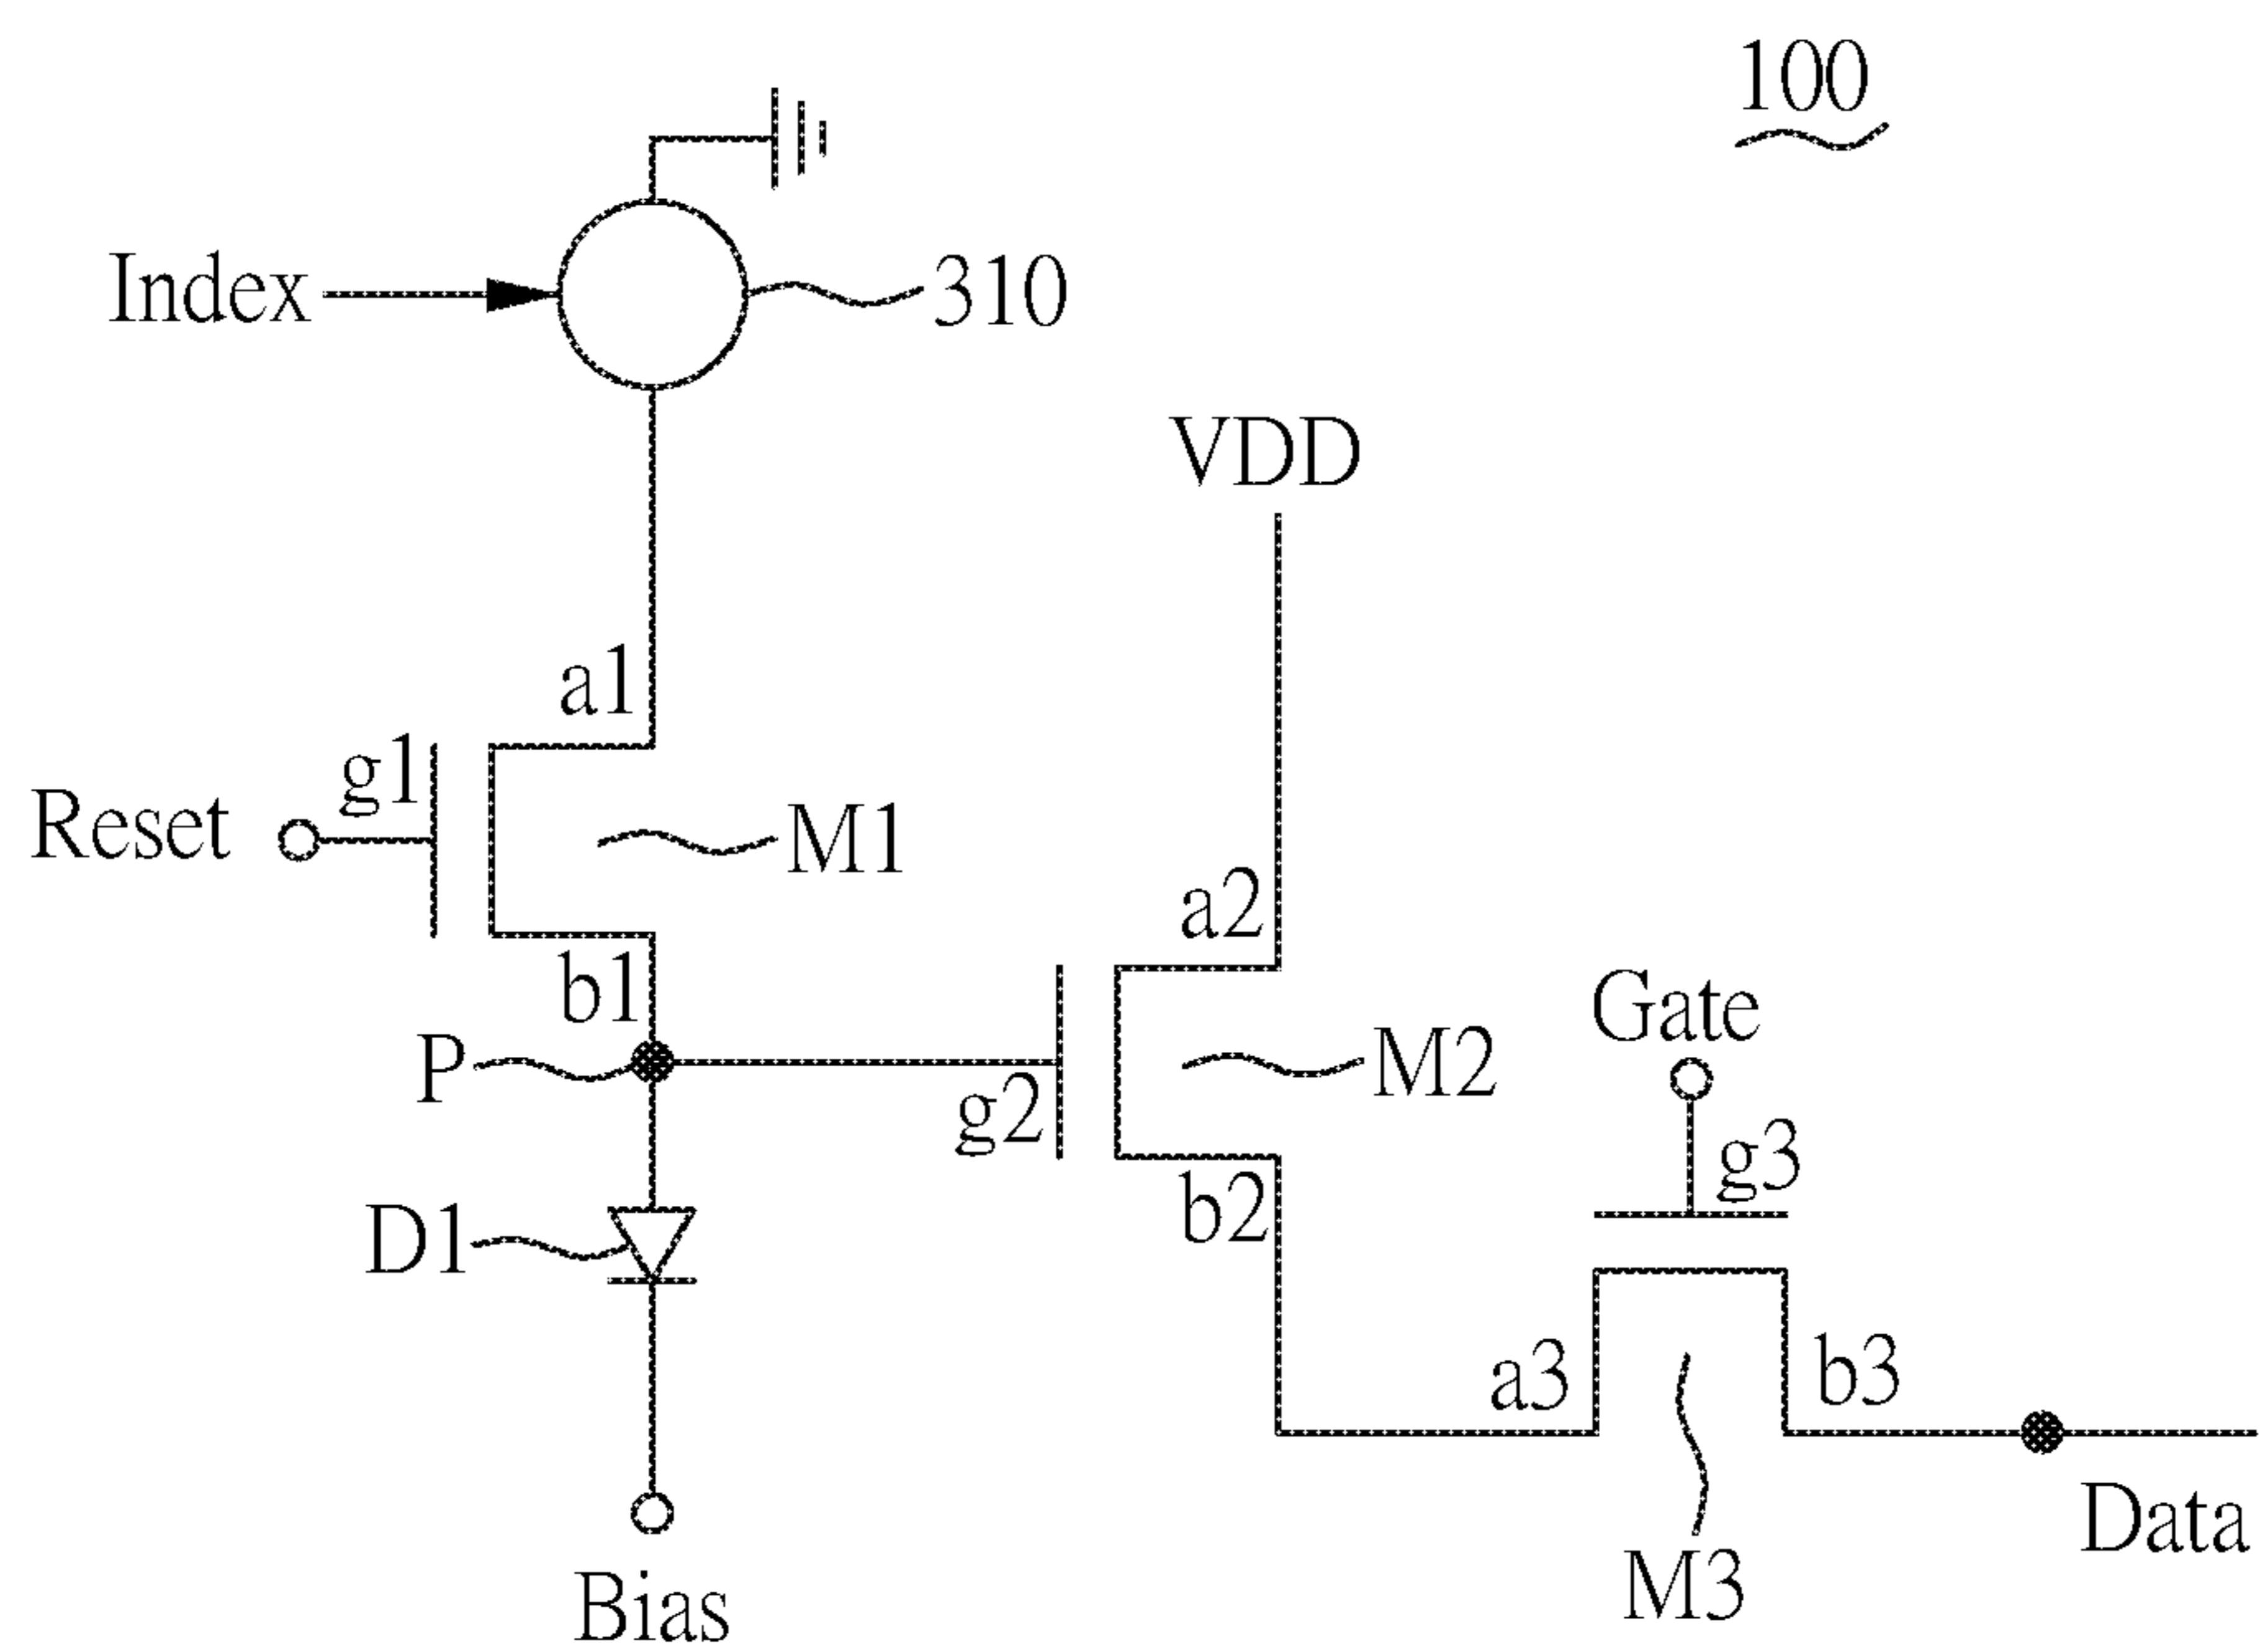 100
Index
310
VDD
a1
g1
Reset
M1
a2
b1
Gate
P
M2
g2
g3
D1
b2
a3
b3
Data
M3
Bias